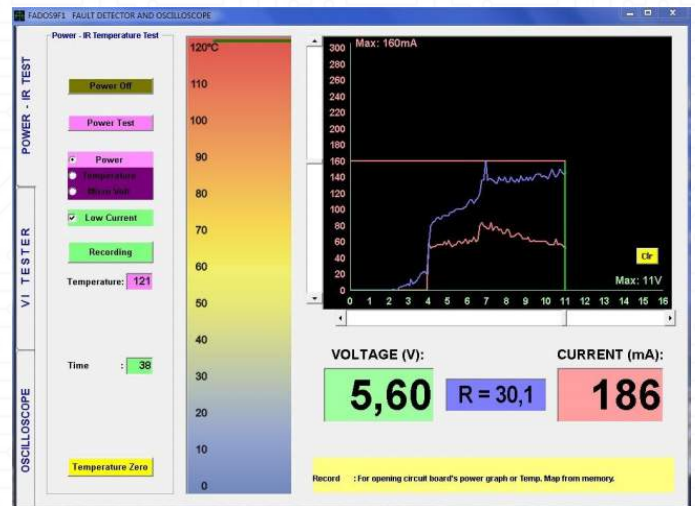 FADOS9F1 FAULT DETECTOR AND OSCILLOSCOPE
POWER - IR TEST
VI TESTER
OSCILLOSCOPE
Power - IR Temperature Test
Power Off
Power Test
Power
Temperature
Micro Volt
Low Current
Recording
Temperature: 121
Time : 38
Temperature Zero
120°C
110
100
90
80
70
60
50
40
30
20
10
0
Max: 160mA
300
280
260
240
220
200
180
160
140
120
100
80
60
40
20
0
Clr
Max: 11V
0 1 2 3 4 5 6 7 8 9 10 11 12 13 14 15 16
VOLTAGE (V):
5,60
R = 30,1
CURRENT (mA):
186
Record : For opening circuit board's power graph or Temp. Map from memory.